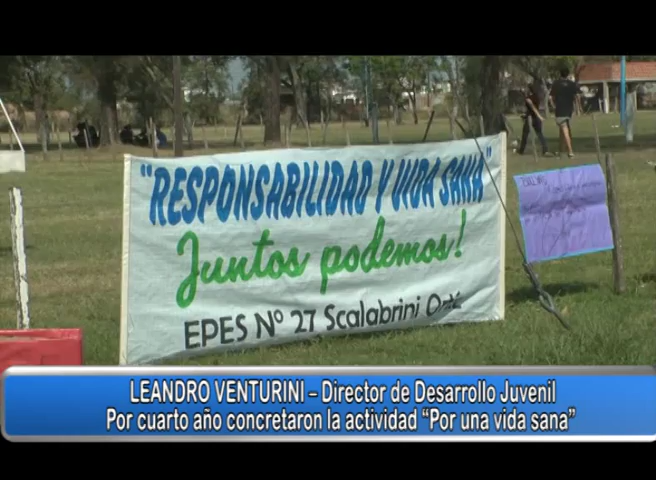 "RESPONSABILIDAD Y VIDA SANA"
Juntos podemos!
EPES Nº 27 Scalabrini Ortiz
LEANDRO VENTURINI – Director de Desarrollo Juvenil
Por cuarto año concretaron la actividad “Por una vida sana”